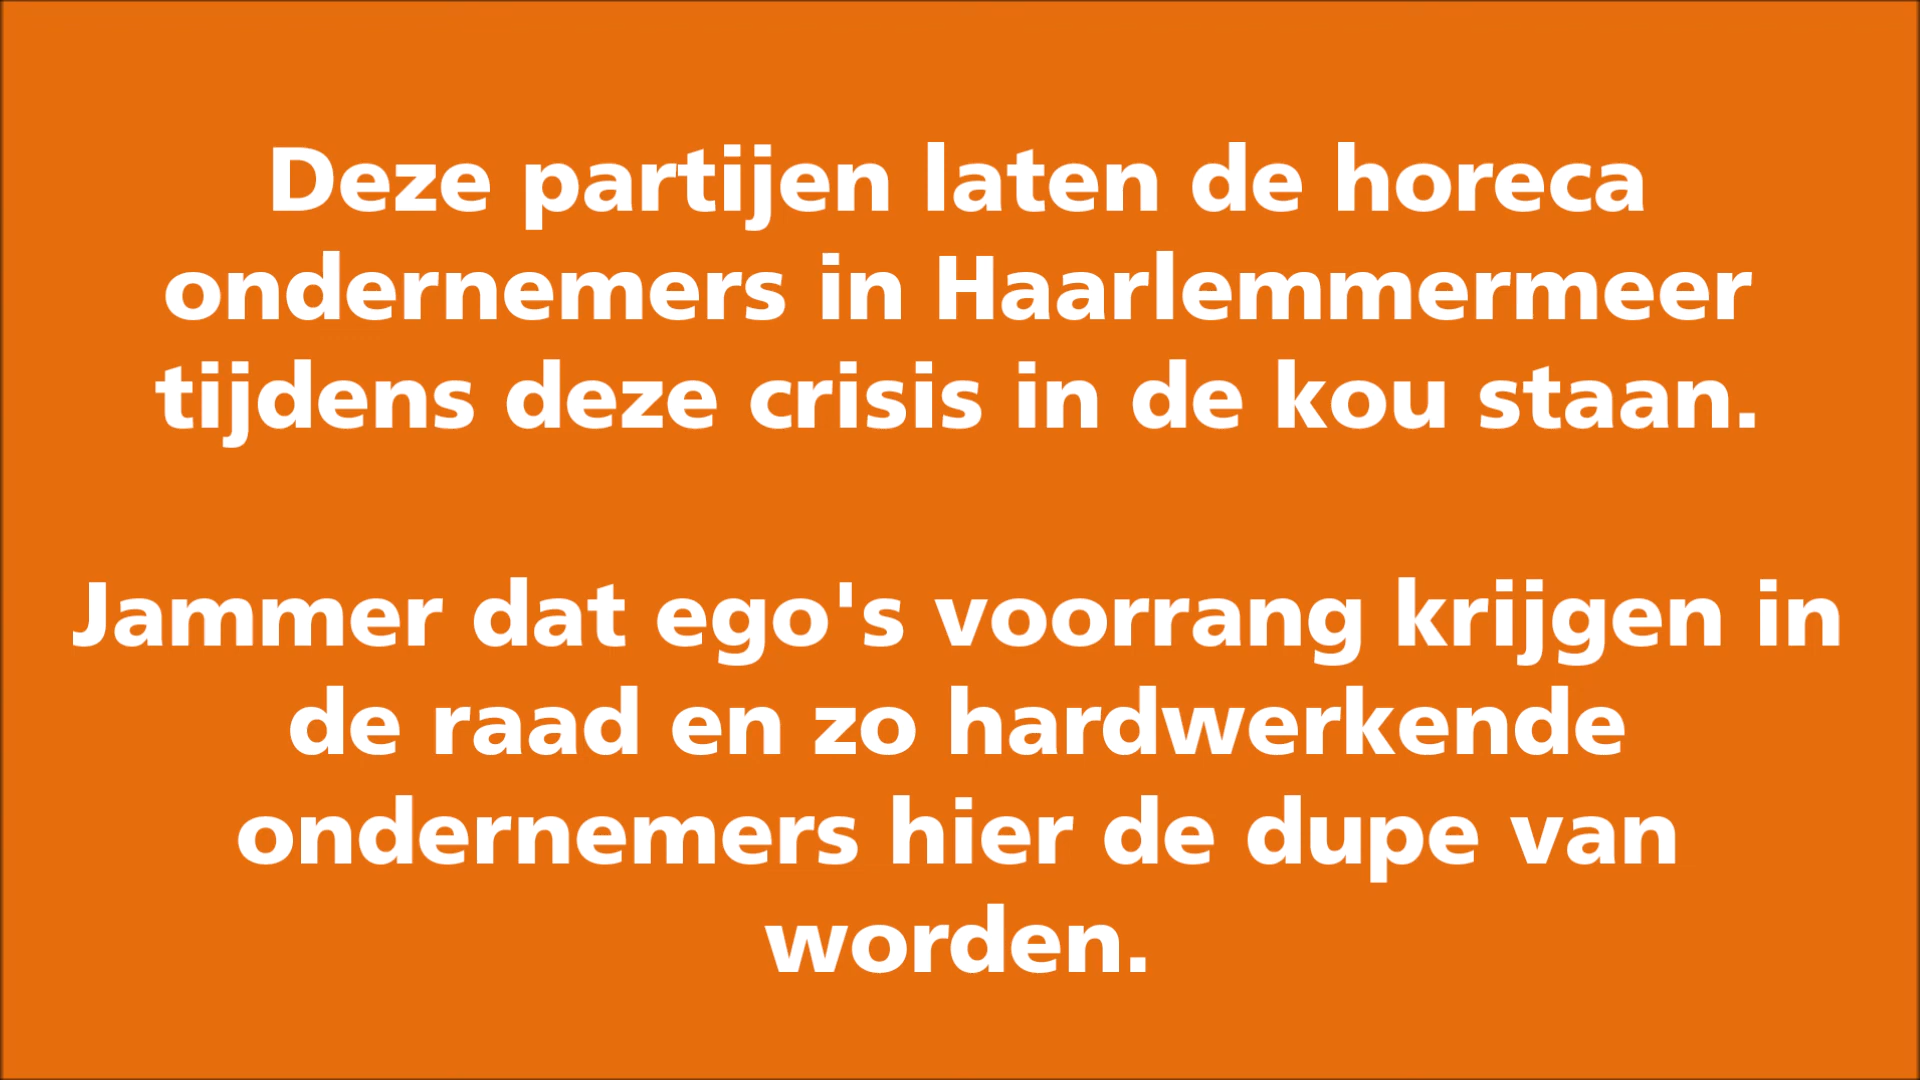 Deze partijen laten de horeca
ondernemers in Haarlemmermeer
tijdens deze crisis in de kou staan.
Jammer dat ego's voorrang krijgen in
de raad en zo hardwerkende
ondernemers hier de dupe van
worden.